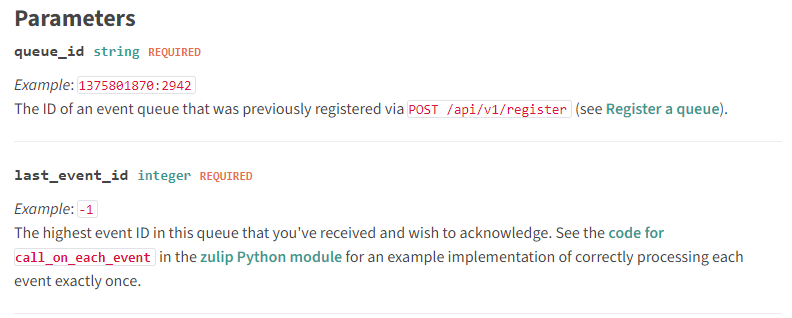 Parameters
queue_id string REQUIRED
Example: 1375801870:2942
The ID of an event queue that was previously registered via POST /api/v1/register (see Register a queue).
last_event_id integer REQUIRED
Example: -1
The highest event ID in this queue that you've received and wish to acknowledge. See the code for
call_on_each_event in the zulip Python module for an example implementation of correctly processing each
event exactly once.